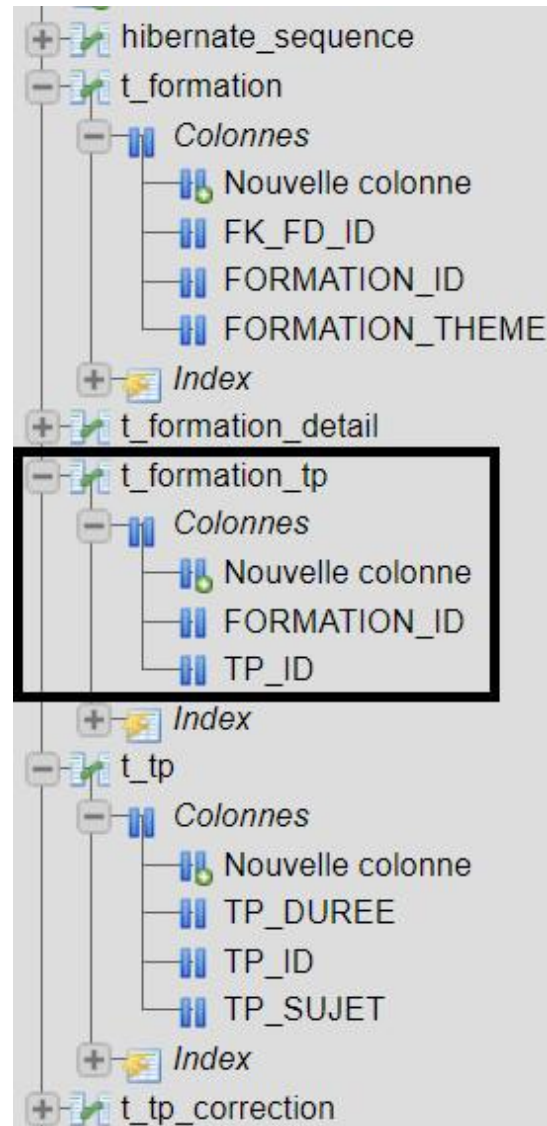 hibernate_sequence
t_formation
Colonnes
Nouvelle colonne
FK_FD_ID
FORMATION_ID
FORMATION_THEME
Index
t_formation_detail
t_formation_tp
Colonnes
Nouvelle colonne
FORMATION_ID
TP_ID
Index
t_tp
Colonnes
Nouvelle colonne
TP_DUREE
TP_ID
TP_SUJET
Index
t_tp_correction